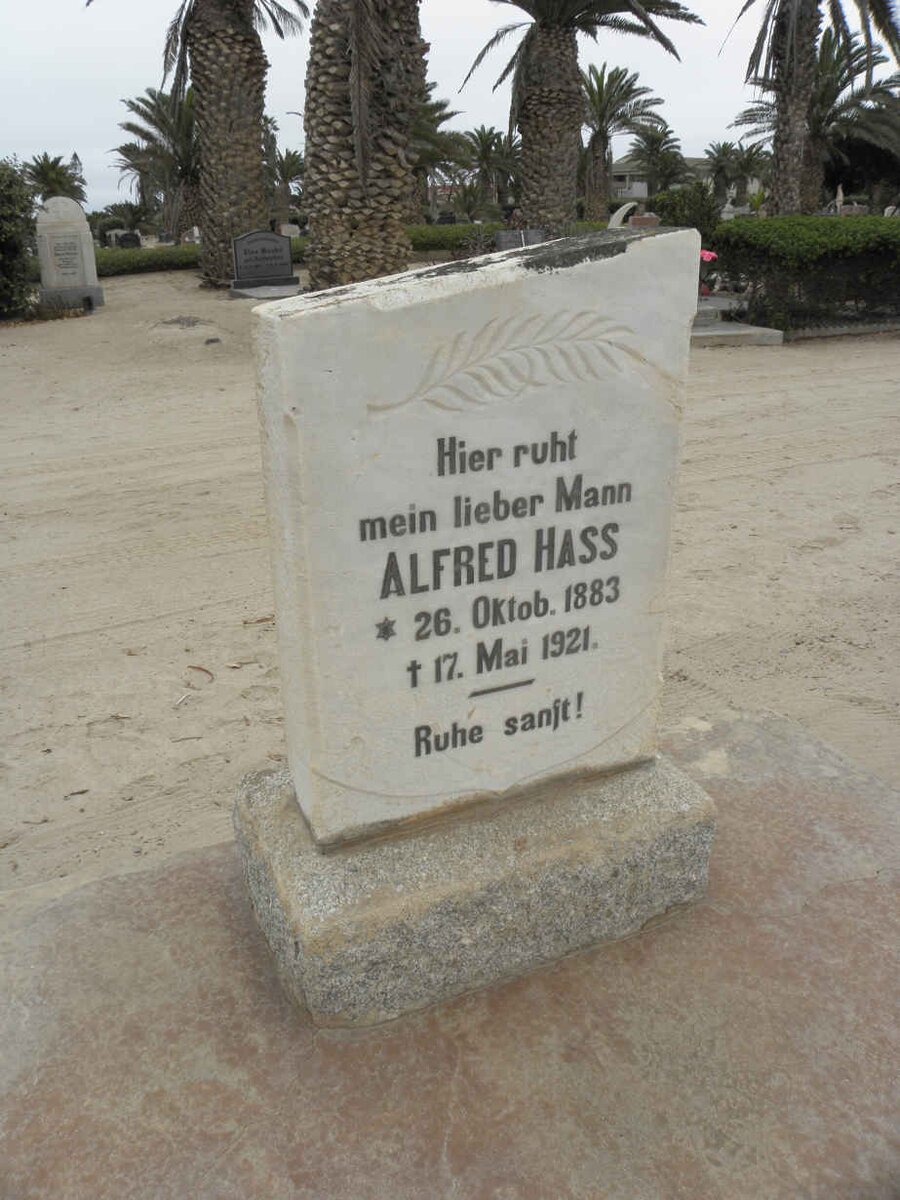 Hier ruht
mein lieber Mann
ALFRED HASS
* 26. Oktob. 1883
† 17. Mai 1921.
Ruhe sanft!